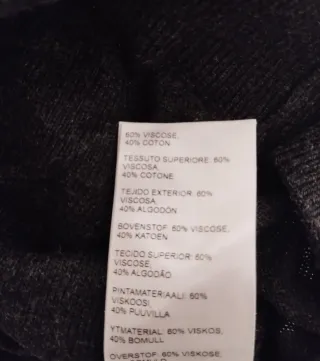 60% VISCOSE,
40% COTON
TESSUTO SUPERIORE: 60%
VISCOSA,
40% COTONE
TEJIDO EXTERIOR: 60%
VISCOSA,
40% ALGODÓN
BOVENSTOF: 60% VISCOSE,
40% KATOEN
TECIDO SUPERIOR: 60%
VISCOSE,
40% ALGODÃO
PINTAMATERIAALI: 60%
VISKOOSI,
40% PUUVILLA
YTMATERIAL: 60% VISKOS,
40% BOMULL
OVERSTOF: 60% VISKOSE,